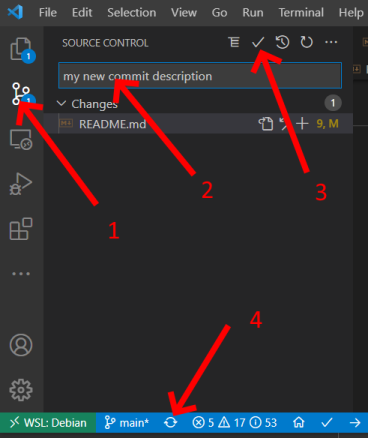 File Edit Selection View Go Run Terminal Help
SOURCE CONTROL
1
my new commit description
Changes 1
README.md 9, M
1
2
3
4
WSL: Debian main* 5 17 53